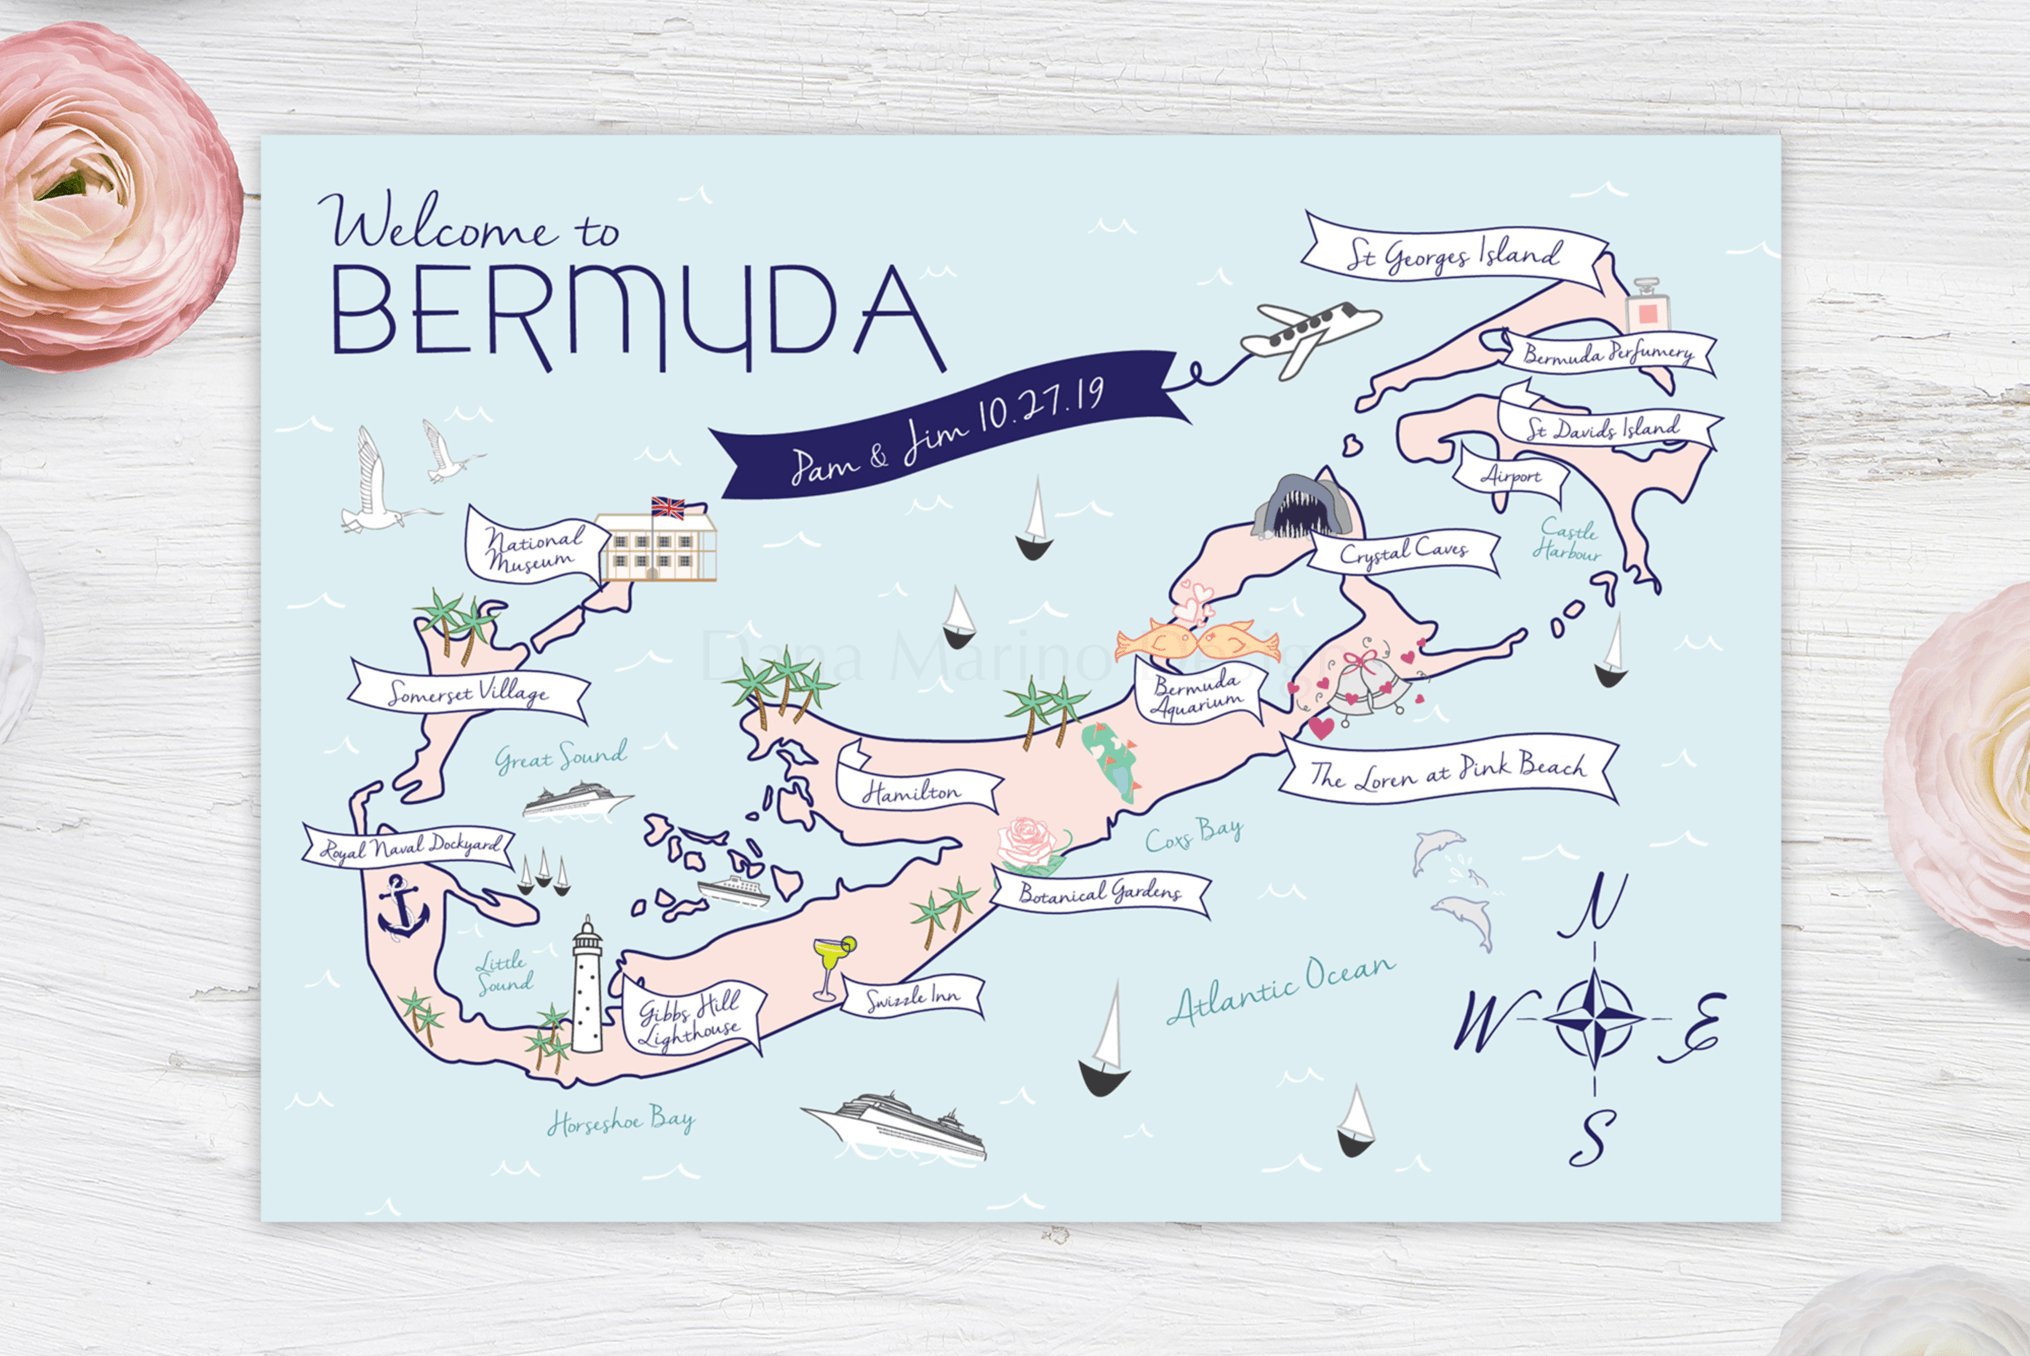 Welcome to
BERMUDA
Pam & Jim 10.27.19
St Georges Island
Bermuda Perfumery
St Davids Island
Airport
Castle
Harbour
National
Museum
Crystal Caves
Somerset Village
Dana Marino Designs
Bermuda
Aquarium
Great Sound
Hamilton
The Loren at Pink Beach
Royal Naval Dockyard
Coxs Bay
Botanical Gardens
Little
Sound
Gibbs Hill
Lighthouse
Swizzle Inn
Atlantic Ocean
Horseshoe Bay
N
W
E
S